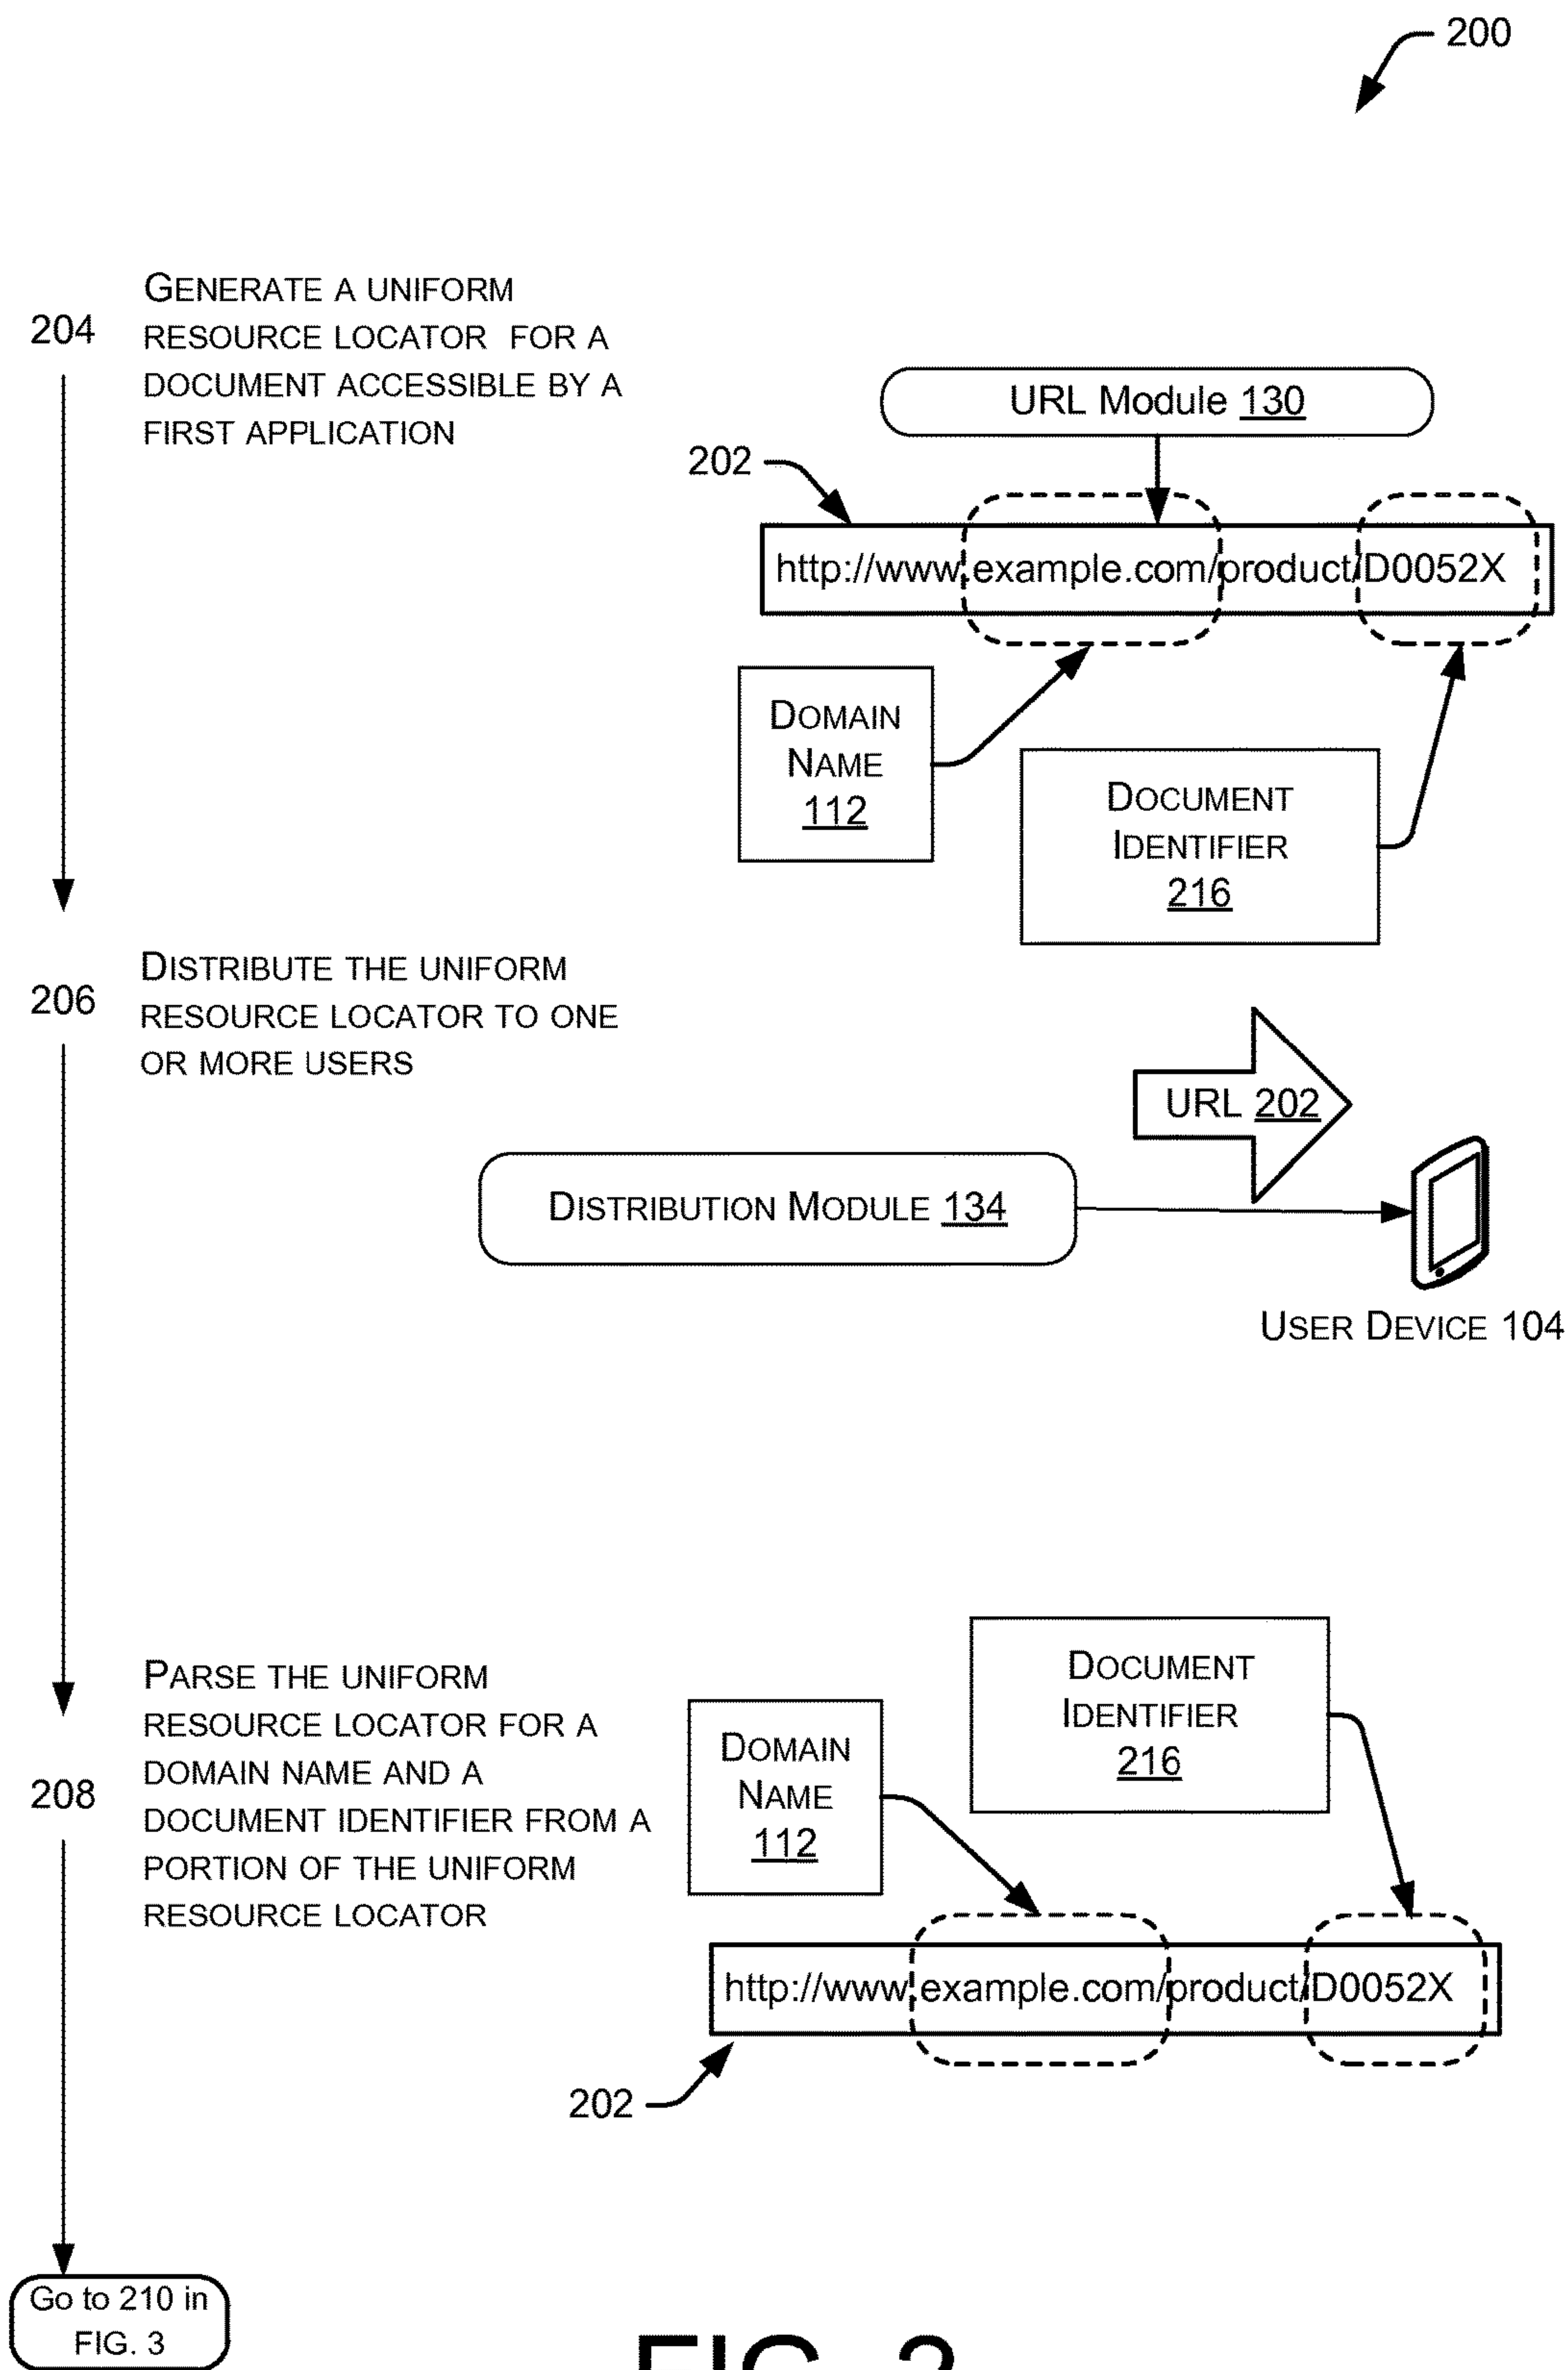 200
204
GENERATE A UNIFORM
RESOURCE LOCATOR FOR A
DOCUMENT ACCESSIBLE BY A
FIRST APPLICATION
URL Module 130
202
http://www.example.com/product/D0052X
DOMAIN
NAME
112
DOCUMENT
IDENTIFIER
216
206
DISTRIBUTE THE UNIFORM
RESOURCE LOCATOR TO ONE
OR MORE USERS
URL 202
DISTRIBUTION MODULE 134
USER DEVICE 104
208
PARSE THE UNIFORM
RESOURCE LOCATOR FOR A
DOMAIN NAME AND A
DOCUMENT IDENTIFIER FROM A
PORTION OF THE UNIFORM
RESOURCE LOCATOR
DOMAIN
NAME
112
DOCUMENT
IDENTIFIER
216
http://www.example.com/product/D0052X
202
Go to 210 in
FIG. 3
FIG. 2